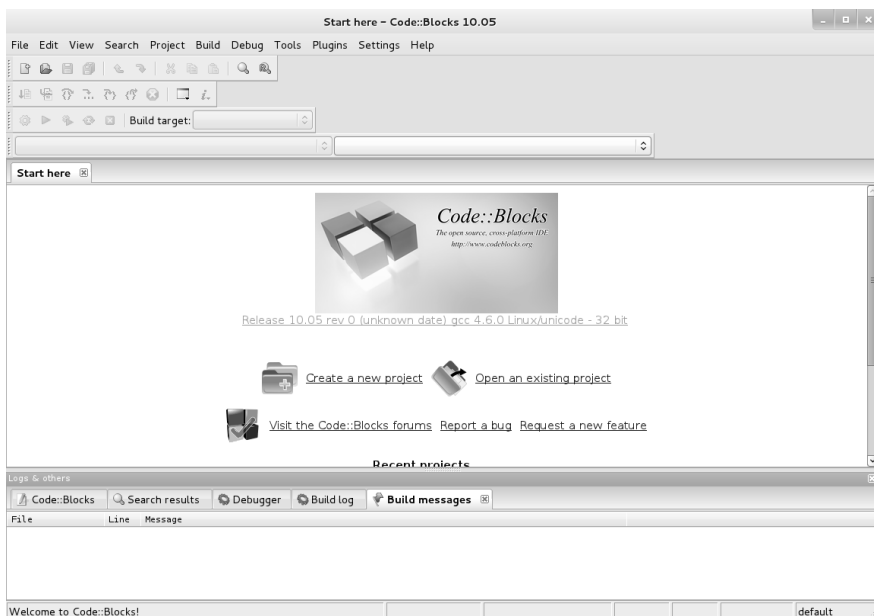 Start here - Code::Blocks 10.05
File Edit View Search Project Build Debug Tools Plugins Settings Help
Build target:
Start here
Code::Blocks
The open source, cross-platform IDE
http://www.codeblocks.org
Release 10.05 rev 0 (unknown date) gcc 4.6.0 Linux/unicode - 32 bit
Create a new project Open an existing project
Visit the Code::Blocks forums Report a bug Request a new feature
Recent projects
Logs & others
Code::Blocks Search results Debugger Build log Build messages
File Line Message
Welcome to Code::Blocks! default